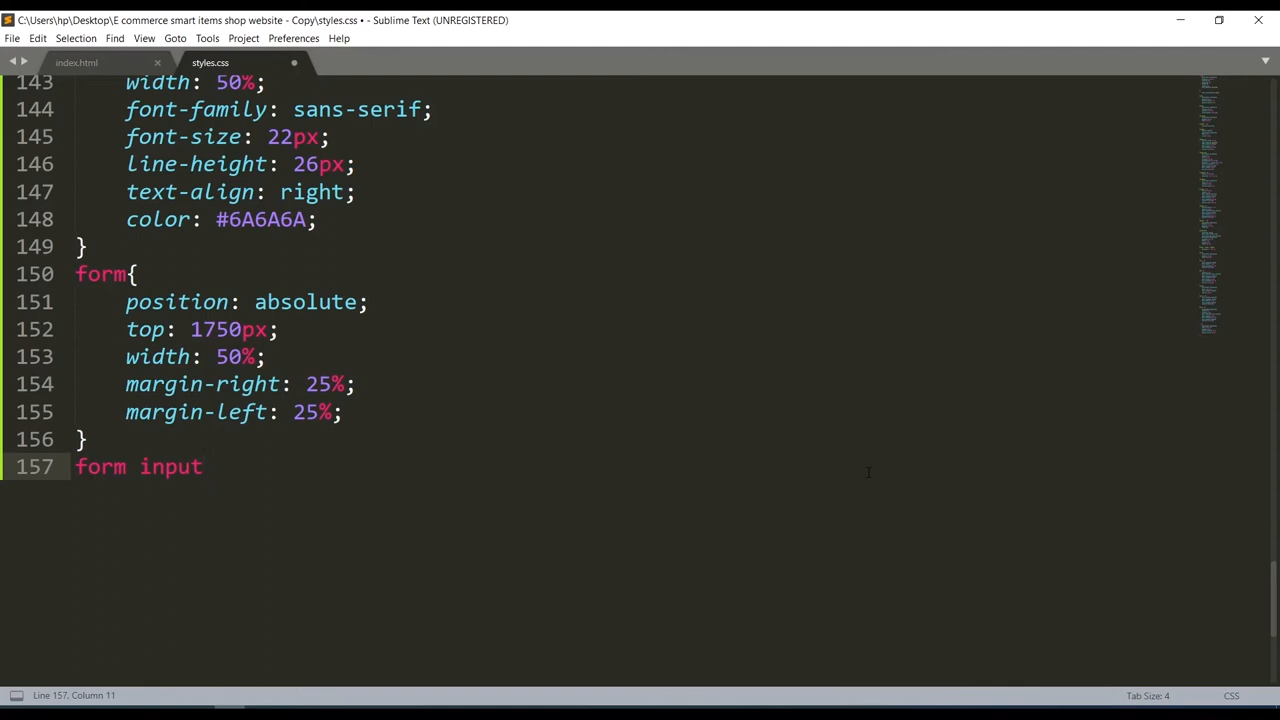 C:\Users\hp\Desktop\E commerce smart items shop website - Copy\styles.css • - Sublime Text (UNREGISTERED)
File Edit Selection Find View Goto Tools Project Preferences Help
index.html styles.css
143 width: 50%;
144 font-family: sans-serif;
145 font-size: 22px;
146 line-height: 26px;
147 text-align: right;
148 color: #6A6A6A;
149 }
150 form{
151 position: absolute;
152 top: 1750px;
153 width: 50%;
154 margin-right: 25%;
155 margin-left: 25%;
156 }
157 form input
Line 157, Column 11 Tab Size: 4 CSS